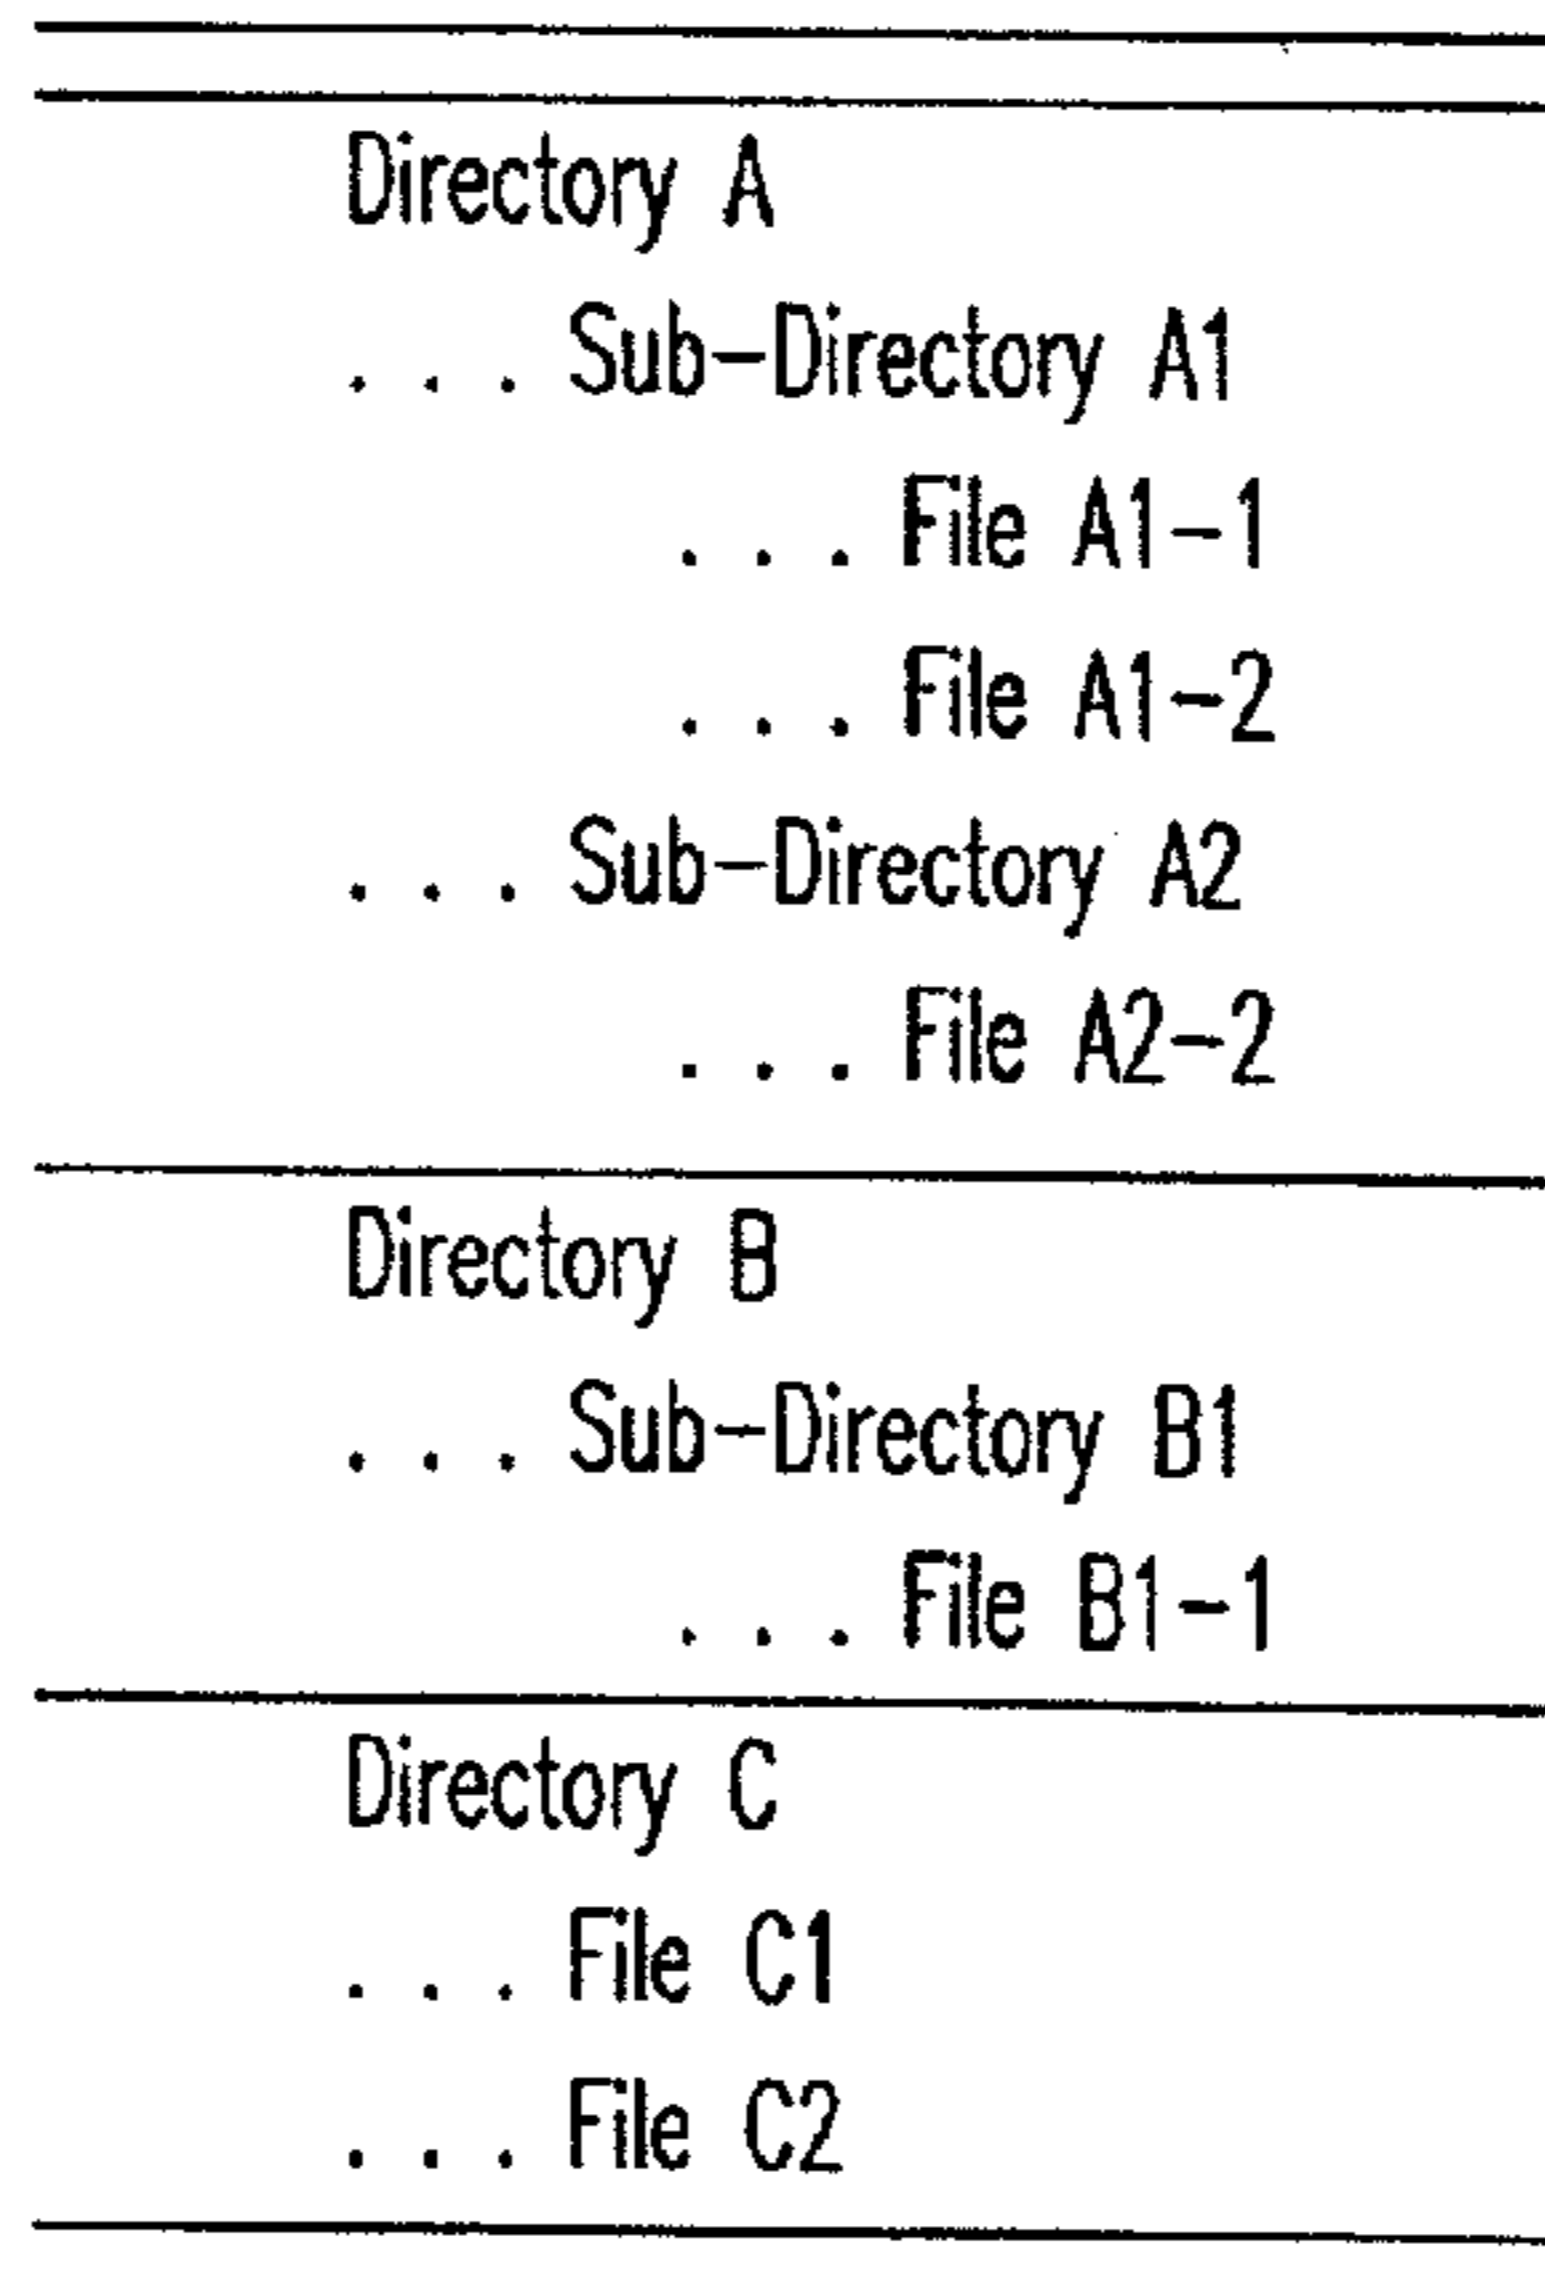 Directory A
. . . Sub-Directory A1
. . . File A1-1
. . . File A1-2
. . . Sub-Directory A2
. . . File A2-2
Directory B
. . . Sub-Directory B1
. . . File B1-1
Directory C
. . . File C1
. . . File C2